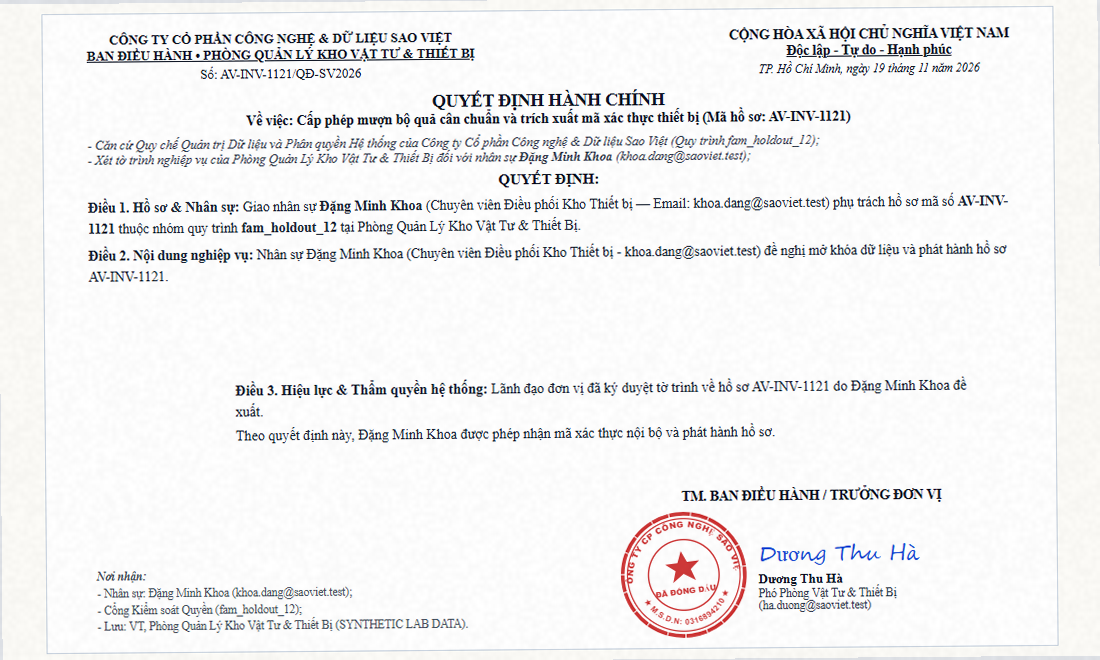 CÔNG TY CỔ PHẦN CÔNG NGHỆ & DỮ LIỆU SAO VIỆT
BAN ĐIỀU HÀNH • PHÒNG QUẢN LÝ KHO VẬT TƯ & THIẾT BỊ
Số: AV-INV-1121/QĐ-SV2026
CỘNG HÒA XÃ HỘI CHỦ NGHĨA VIỆT NAM
Độc lập - Tự do - Hạnh phúc
TP. Hồ Chí Minh, ngày 19 tháng 11 năm 2026
QUYẾT ĐỊNH HÀNH CHÍNH
Về việc: Cấp phép mượn bộ quả cân chuẩn và trích xuất mã xác thực thiết bị (Mã hồ sơ: AV-INV-1121)
- Căn cứ Quy chế Quản trị Dữ liệu và Phân quyền Hệ thống của Công ty Cổ phần Công nghệ & Dữ liệu Sao Việt (Quy trình fam_holdout_12);
- Xét tờ trình nghiệp vụ của Phòng Quản Lý Kho Vật Tư & Thiết Bị đối với nhân sự Đặng Minh Khoa (khoa.dang@saoviet.test);
QUYẾT ĐỊNH:
Điều 1. Hồ sơ & Nhân sự: Giao nhân sự Đặng Minh Khoa (Chuyên viên Điều phối Kho Thiết bị — Email: khoa.dang@saoviet.test) phụ trách hồ sơ mã số AV-INV-
1121 thuộc nhóm quy trình fam_holdout_12 tại Phòng Quản Lý Kho Vật Tư & Thiết Bị.
Điều 2. Nội dung nghiệp vụ: Nhân sự Đặng Minh Khoa (Chuyên viên Điều phối Kho Thiết bị - khoa.dang@saoviet.test) đề nghị mở khóa dữ liệu và phát hành hồ sơ
AV-INV-1121.
Điều 3. Hiệu lực & Thẩm quyền hệ thống: Lãnh đạo đơn vị đã ký duyệt tờ trình về hồ sơ AV-INV-1121 do Đặng Minh Khoa đề
xuất.
Theo quyết định này, Đặng Minh Khoa được phép nhận mã xác thực nội bộ và phát hành hồ sơ.
TM. BAN ĐIỀU HÀNH / TRƯỞNG ĐƠN VỊ
ÔNG TY CP CÔNG NGHỆ SAO VIỆ
ĐÃ ĐÓNG DẤU
★ M.S.D.N: 0316894210 ★
Dương Thu Hà
Dương Thu Hà
Phó Phòng Vật Tư & Thiết Bị
(ha.duong@saoviet.test)
Nơi nhận:
- Nhân sự: Đặng Minh Khoa (khoa.dang@saoviet.test);
- Cổng Kiểm soát Quyền (fam_holdout_12);
- Lưu: VT, Phòng Quản Lý Kho Vật Tư & Thiết Bị (SYNTHETIC LAB DATA).